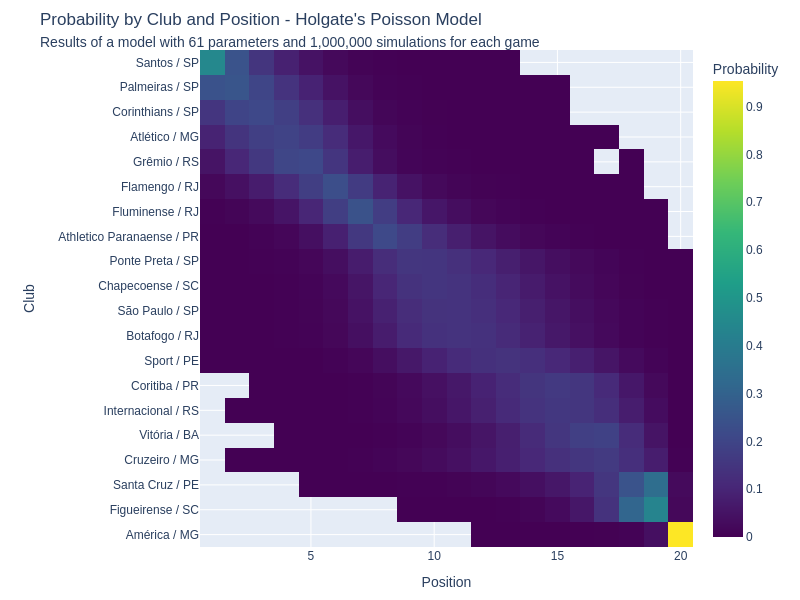 Probability by Club and Position - Holgate's Poisson Model
Results of a model with 61 parameters and 1,000,000 simulations for each game
Probability
Club
Santos / SP
Palmeiras / SP
Corinthians / SP
Atlético / MG
Grêmio / RS
Flamengo / RJ
Fluminense / RJ
Athletico Paranaense / PR
Ponte Preta / SP
Chapecoense / SC
São Paulo / SP
Botafogo / RJ
Sport / PE
Coritiba / PR
Internacional / RS
Vitória / BA
Cruzeiro / MG
Santa Cruz / PE
Figueirense / SC
América / MG
0.9
0.8
0.7
0.6
0.5
0.4
0.3
0.2
0.1
0
5
10
15
20
Position